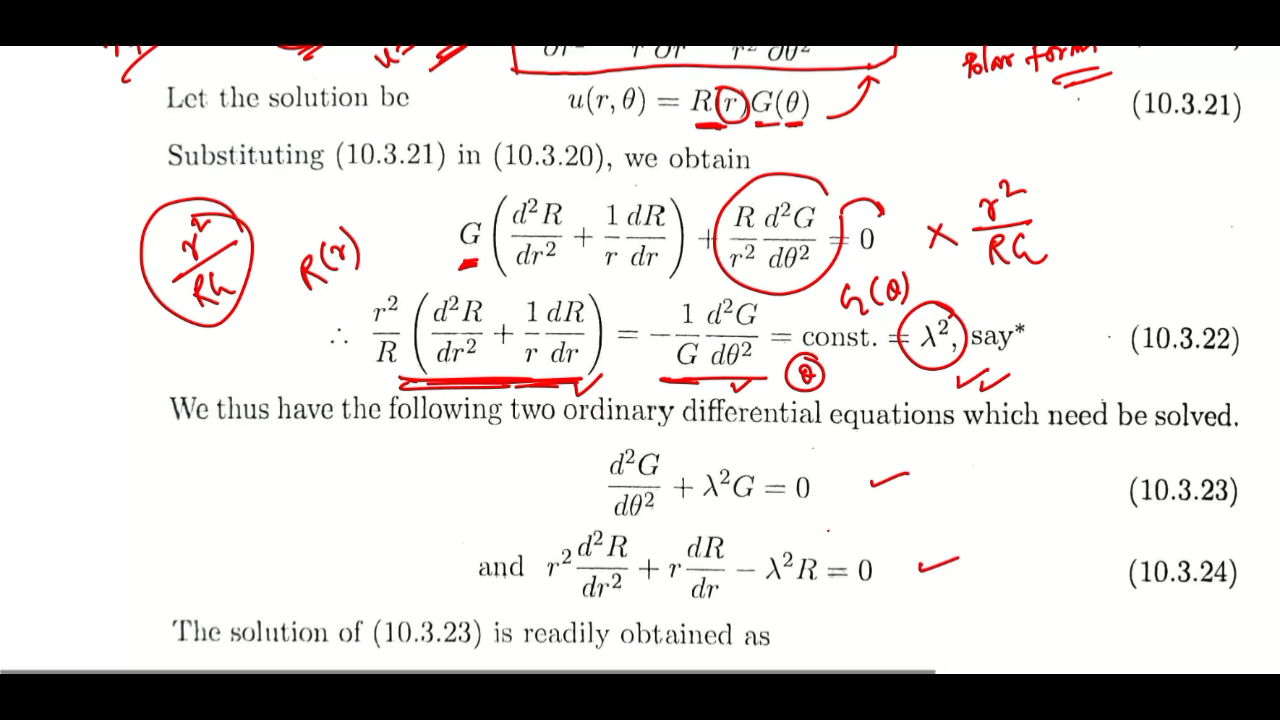 Polar form
Let the solution be u(r, θ) = R(r)G(θ) (10.3.21)
Substituting (10.3.21) in (10.3.20), we obtain
r²/RG R(r) G(d²R/dr² + 1/r dR/dr) + R/r² d²G/dθ² = 0 × r²/RG
G(θ)
∴ r²/R (d²R/dr² + 1/r dR/dr) = −1/G d²G/dθ² = const. = λ², say* (10.3.22)
θ
We thus have the following two ordinary differential equations which need be solved.
d²G/dθ² + λ²G = 0 (10.3.23)
and r² d²R/dr² + r dR/dr − λ²R = 0 (10.3.24)
The solution of (10.3.23) is readily obtained as